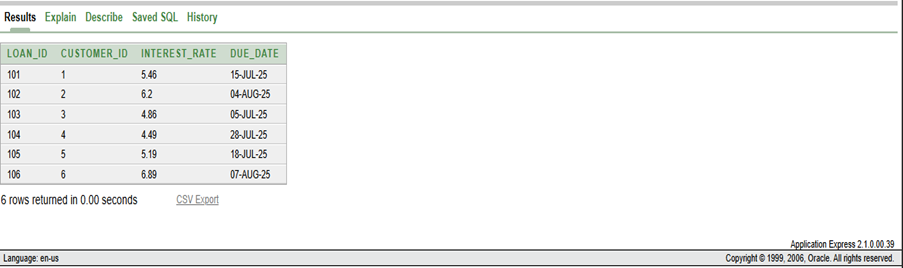 Results Explain Describe Saved SQL History
LOAN_ID CUSTOMER_ID INTEREST_RATE DUE_DATE
101 1 5.46 15-JUL-25
102 2 6.2 04-AUG-25
103 3 4.86 05-JUL-25
104 4 4.49 28-JUL-25
105 5 5.19 18-JUL-25
106 6 6.89 07-AUG-25
6 rows returned in 0.00 seconds CSV Export
Application Express 2.1.0.00.39
Language: en-us Copyright © 1999, 2006, Oracle. All rights reserved.